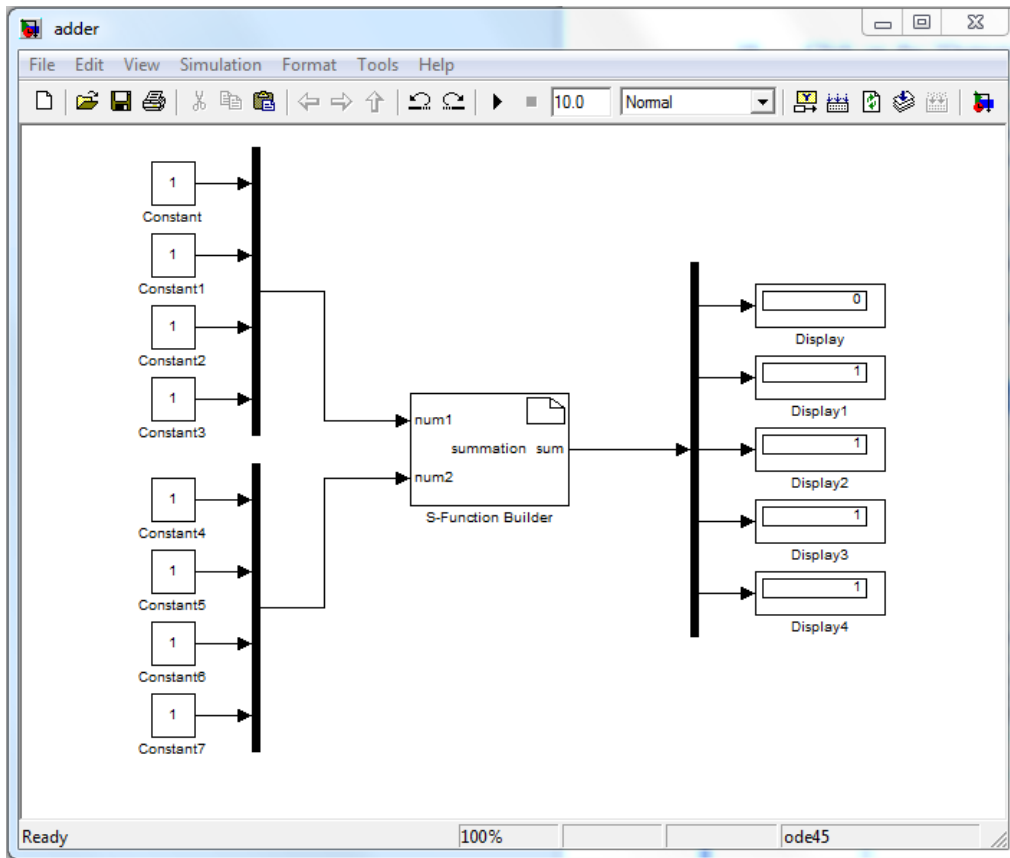 adder
File Edit View Simulation Format Tools Help
10.0 Normal
1
Constant
1
Constant1
1
Constant2
1
Constant3
1
Constant4
1
Constant5
1
Constant6
1
Constant7
num1
summation sum
num2
S-Function Builder
0
Display
1
Display1
1
Display2
1
Display3
1
Display4
Ready 100% ode45